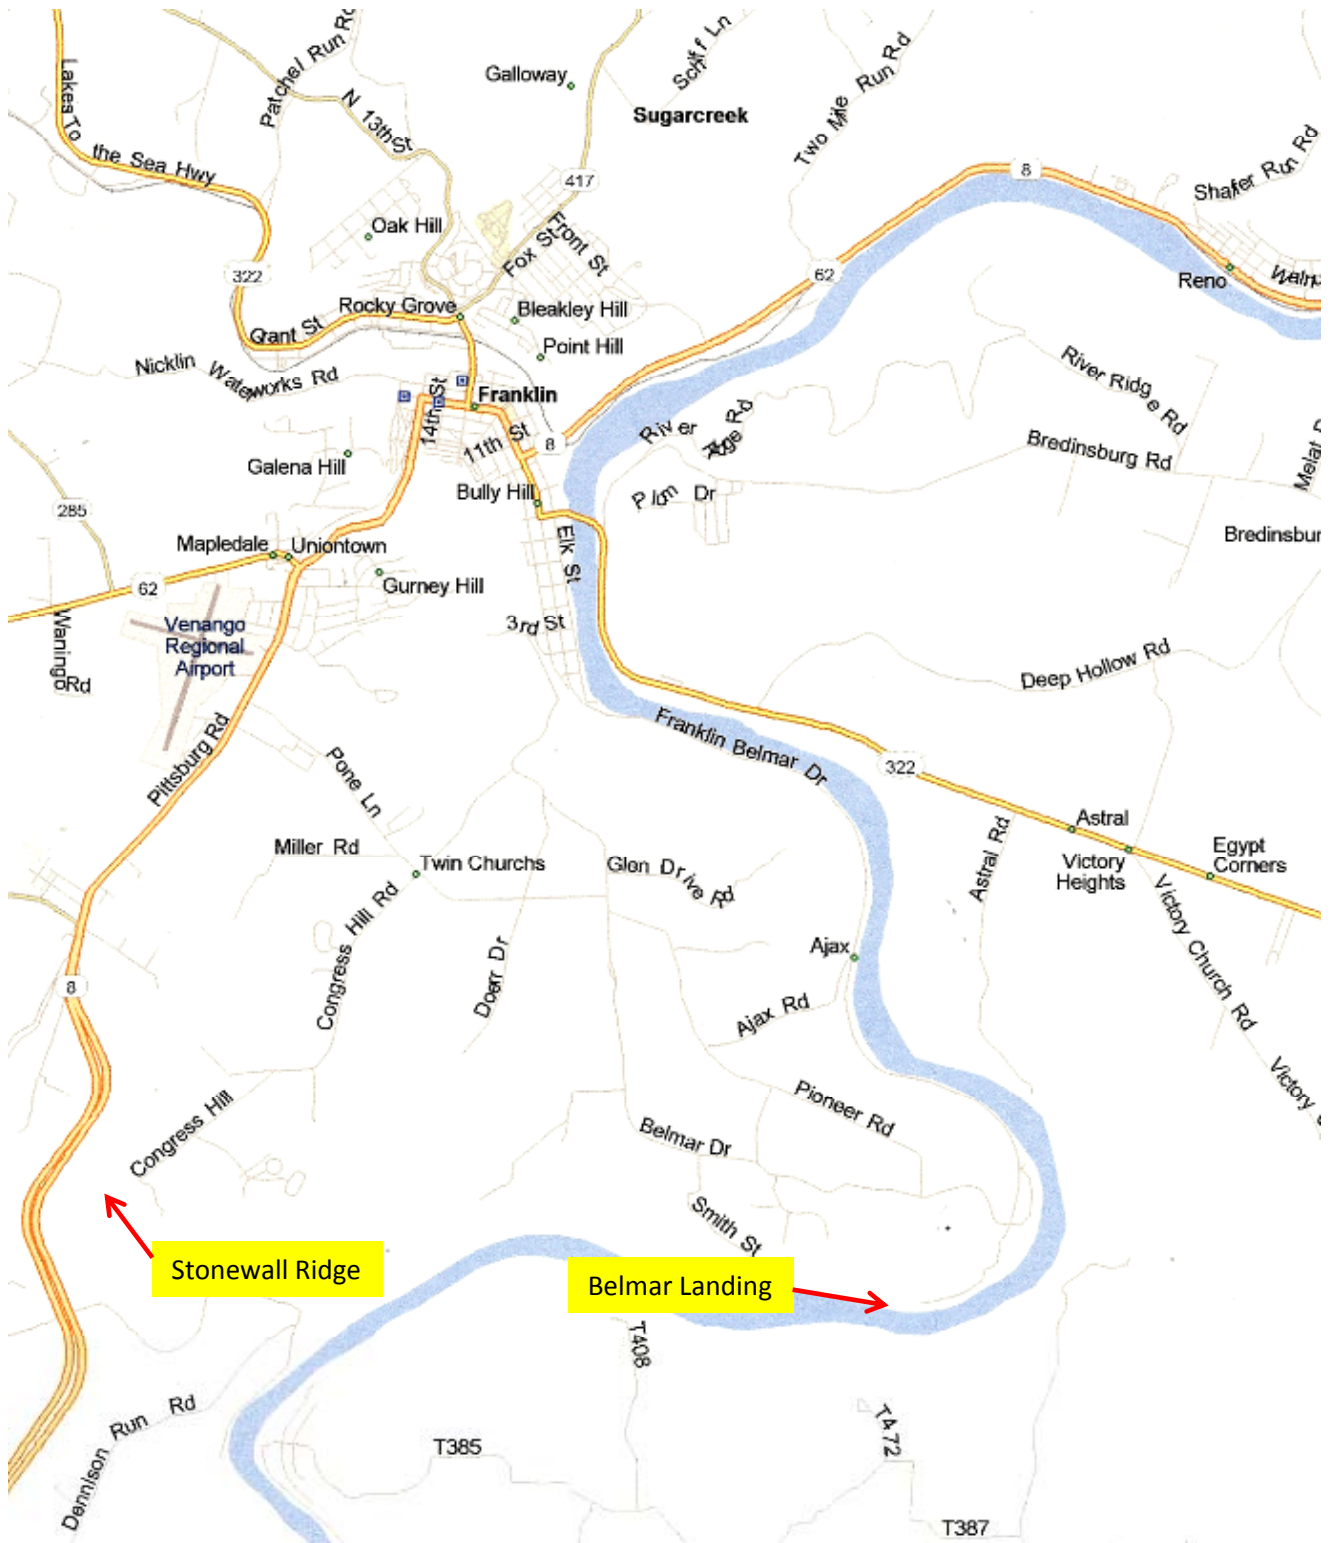 Lakes To
the Sea Hwy
Patchel Run Rd
N 13th St
Galloway
Schiff Ln
Sugarcreek
Two Mile Run Rd
417
8
Shafer Run Rd
Oak Hill
Fox St
Front St
322
62
Reno
Rocky Grove
Bleakley Hill
Grant St
Point Hill
Nicklin Waterworks Rd
Franklin
14th St
11th St
8
River
Rd
River Ridge Rd
Bredinsburg Rd
Galena Hill
Bully Hill
Plum Dr
285
Mapledale
Uniontown
Elk St
Gurney Hill
62
3rd St
Venango
Regional
Airport
Waningo Rd
Deep Hollow Rd
Pittsburg Rd
Pone Ln
Franklin Belmar Dr
322
Astral
Astral Rd
Miller Rd
Twin Churchs
Glen Drive Rd
Victory
Heights
Egypt
Corners
Congress Hill Rd
Doerr Dr
Ajax
Victory Church Rd
8
Ajax Rd
Victory
Pioneer Rd
Congress Hill
Belmar Dr
Smith St
Stonewall Ridge
Belmar Landing
T408
Dennison Run Rd
T385
T472
T387